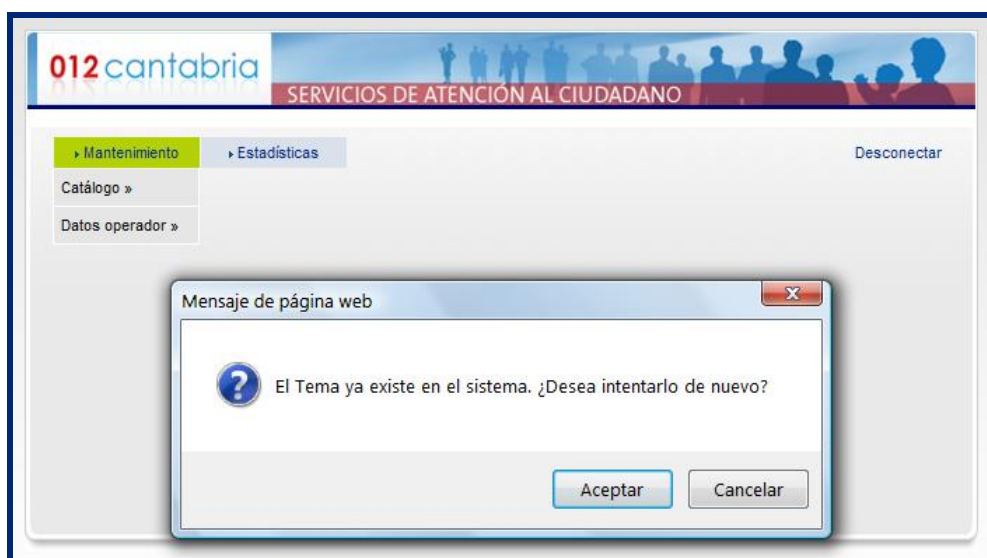 012 cantabria
SERVICIOS DE ATENCIÓN AL CIUDADANO
Mantenimiento
Estadísticas
Desconectar
Catálogo »
Datos operador »
Mensaje de página web
El Tema ya existe en el sistema. ¿Desea intentarlo de nuevo?
Aceptar
Cancelar